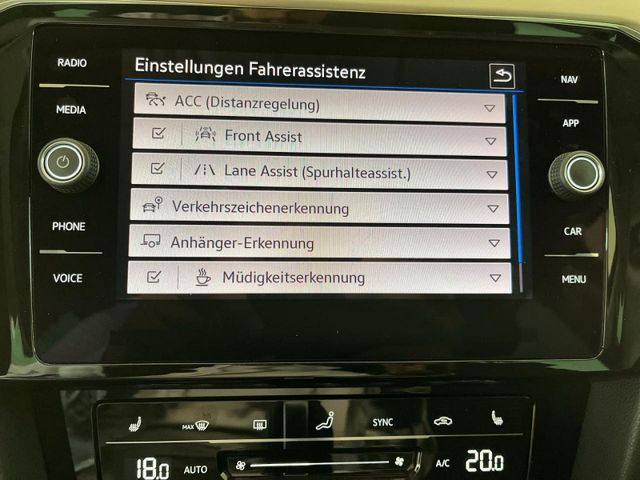 RADIO
MEDIA
PHONE
VOICE
Einstellungen Fahrerassistenz
ACC (Distanzregelung)
Front Assist
Lane Assist (Spurhalteassist.)
Verkehrszeichenerkennung
Anhänger-Erkennung
Müdigkeitserkennung
NAV
APP
CAR
MENU
MAX
SYNC
18.0
AUTO
A/C
20.0